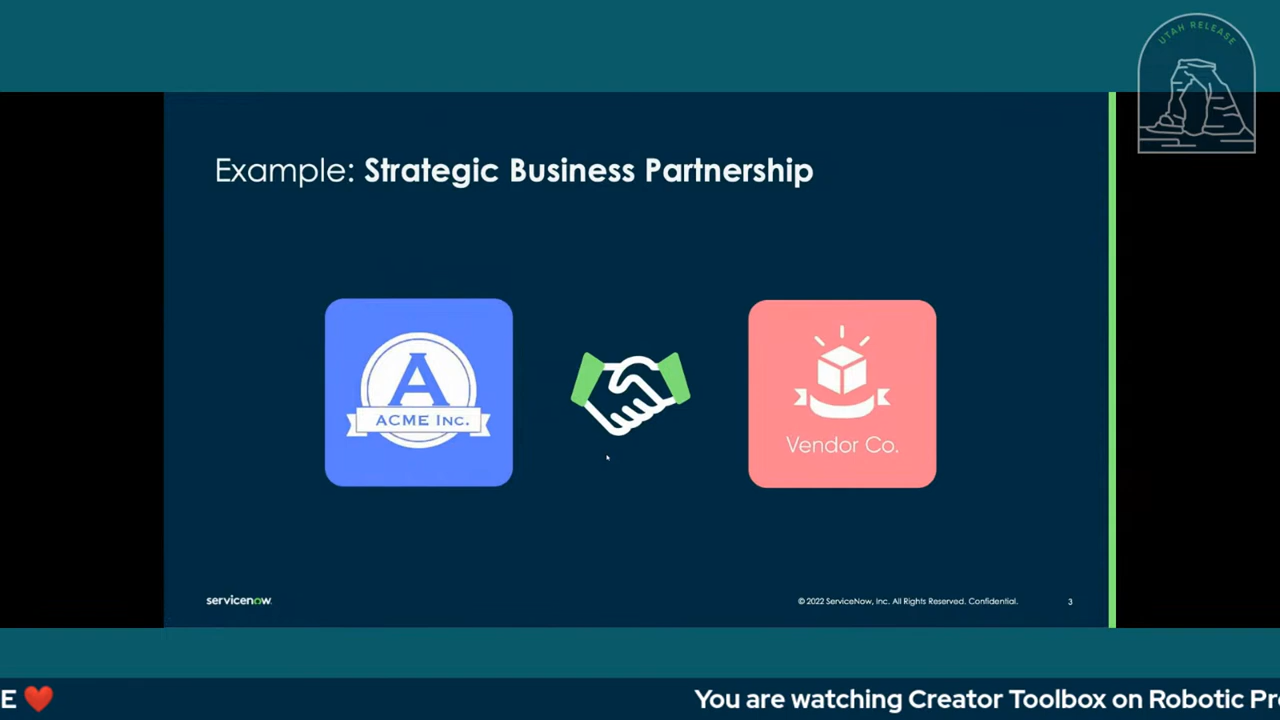 UTAH RELEASE
Example: Strategic Business Partnership
A
ACME INC.
Vendor Co.
servicenow
© 2022 ServiceNow, Inc. All Rights Reserved. Confidential.
3
E ❤️
You are watching Creator Toolbox on Robotic Pr